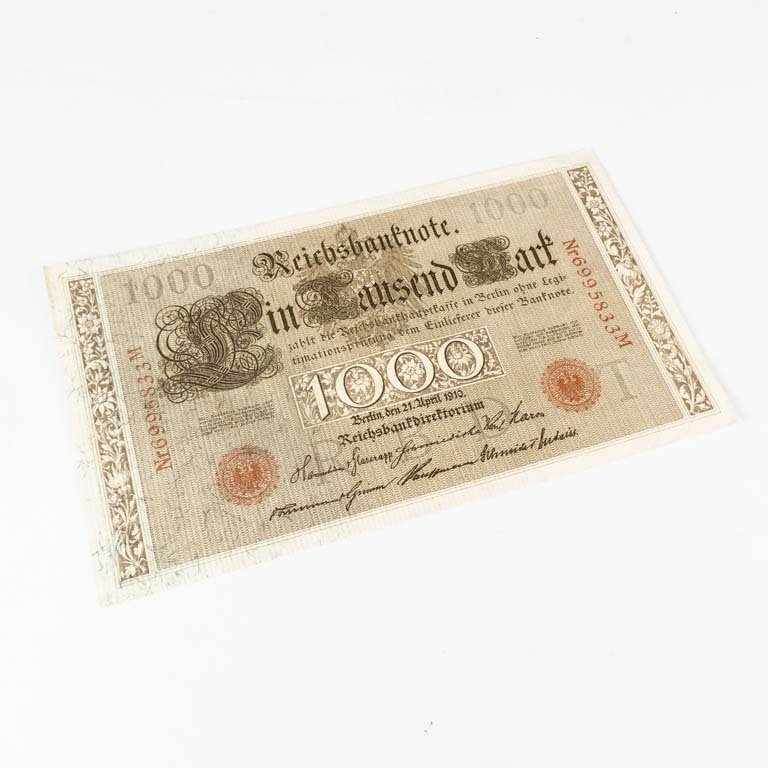 1000 1000
Reichsbanknote.
Ein Tausend Mark
zahlt die Reichsbankhauptkasse in Berlin ohne Legi-
timationsprüfung dem Einlieferer dieser Banknote.
1000
Berlin, den 21. April 1910.
Reichsbankdirektorium
Nr6995833M
Nr6995833M
R B D
T